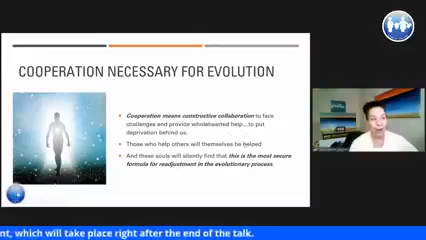 COOPERATION NECESSARY FOR EVOLUTION
Cooperation means constructive collaboration to face
challenges and provide wholehearted help...to put
deprivation behind us.
Those who help others will themselves be helped
And these souls will silently find that this is the most secure
formula for readjustment in the evolutionary process.
nt, which will take place right after the end of the talk.